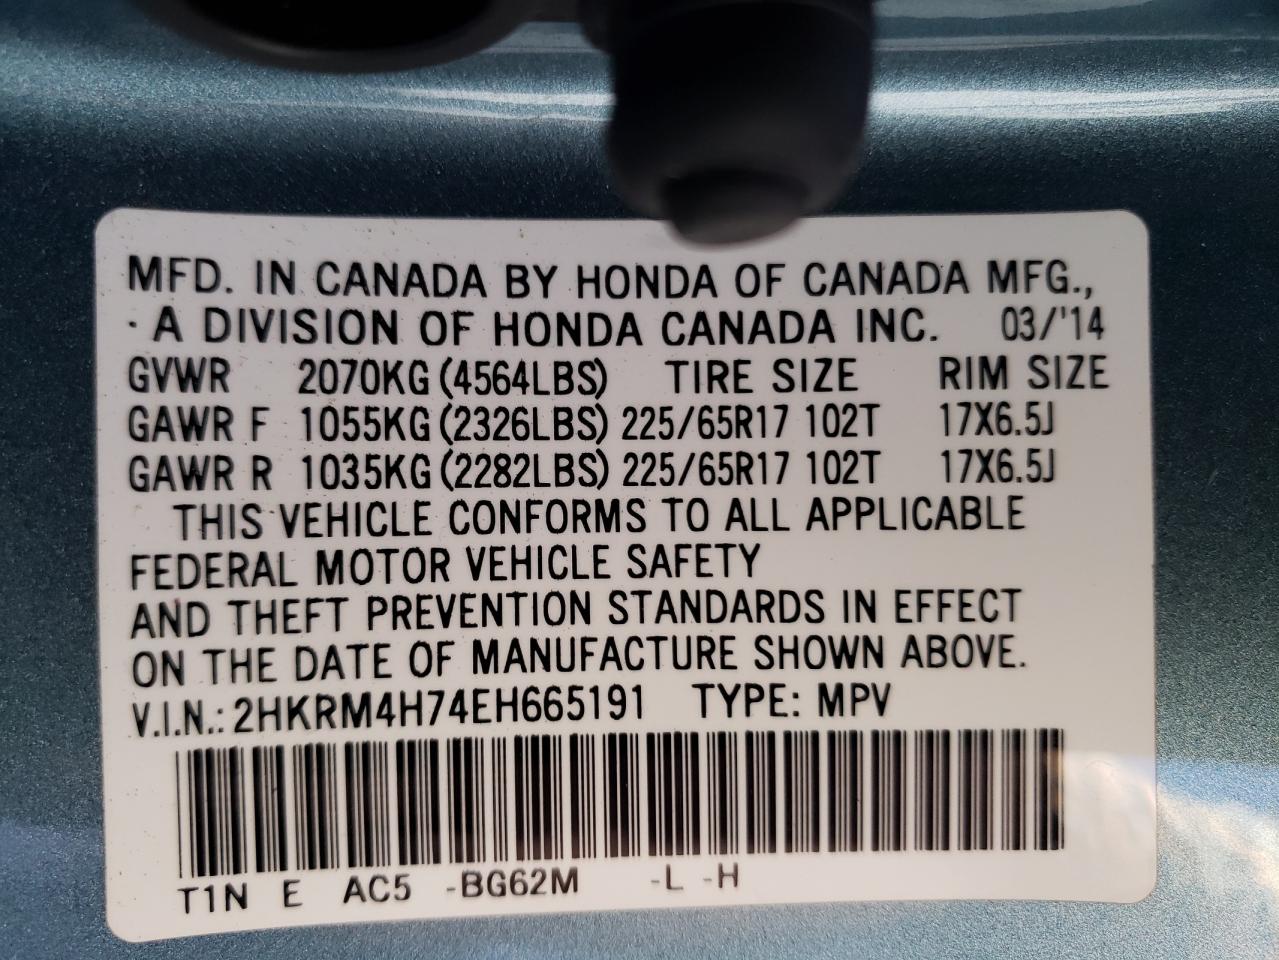 MFD. IN CANADA BY HONDA OF CANADA MFG.,
A DIVISION OF HONDA CANADA INC. 03/'14
GVWR 2070KG (4564LBS) TIRE SIZE RIM SIZE
GAWR F 1055KG (2326LBS) 225/65R17 102T 17X6.5J
GAWR R 1035KG (2282LBS) 225/65R17 102T 17X6.5J
THIS VEHICLE CONFORMS TO ALL APPLICABLE
FEDERAL MOTOR VEHICLE SAFETY
AND THEFT PREVENTION STANDARDS IN EFFECT
ON THE DATE OF MANUFACTURE SHOWN ABOVE.
V.I.N.: 2HKRM4H74EH665191 TYPE: MPV
T1N E AC5 -BG62M -L -H